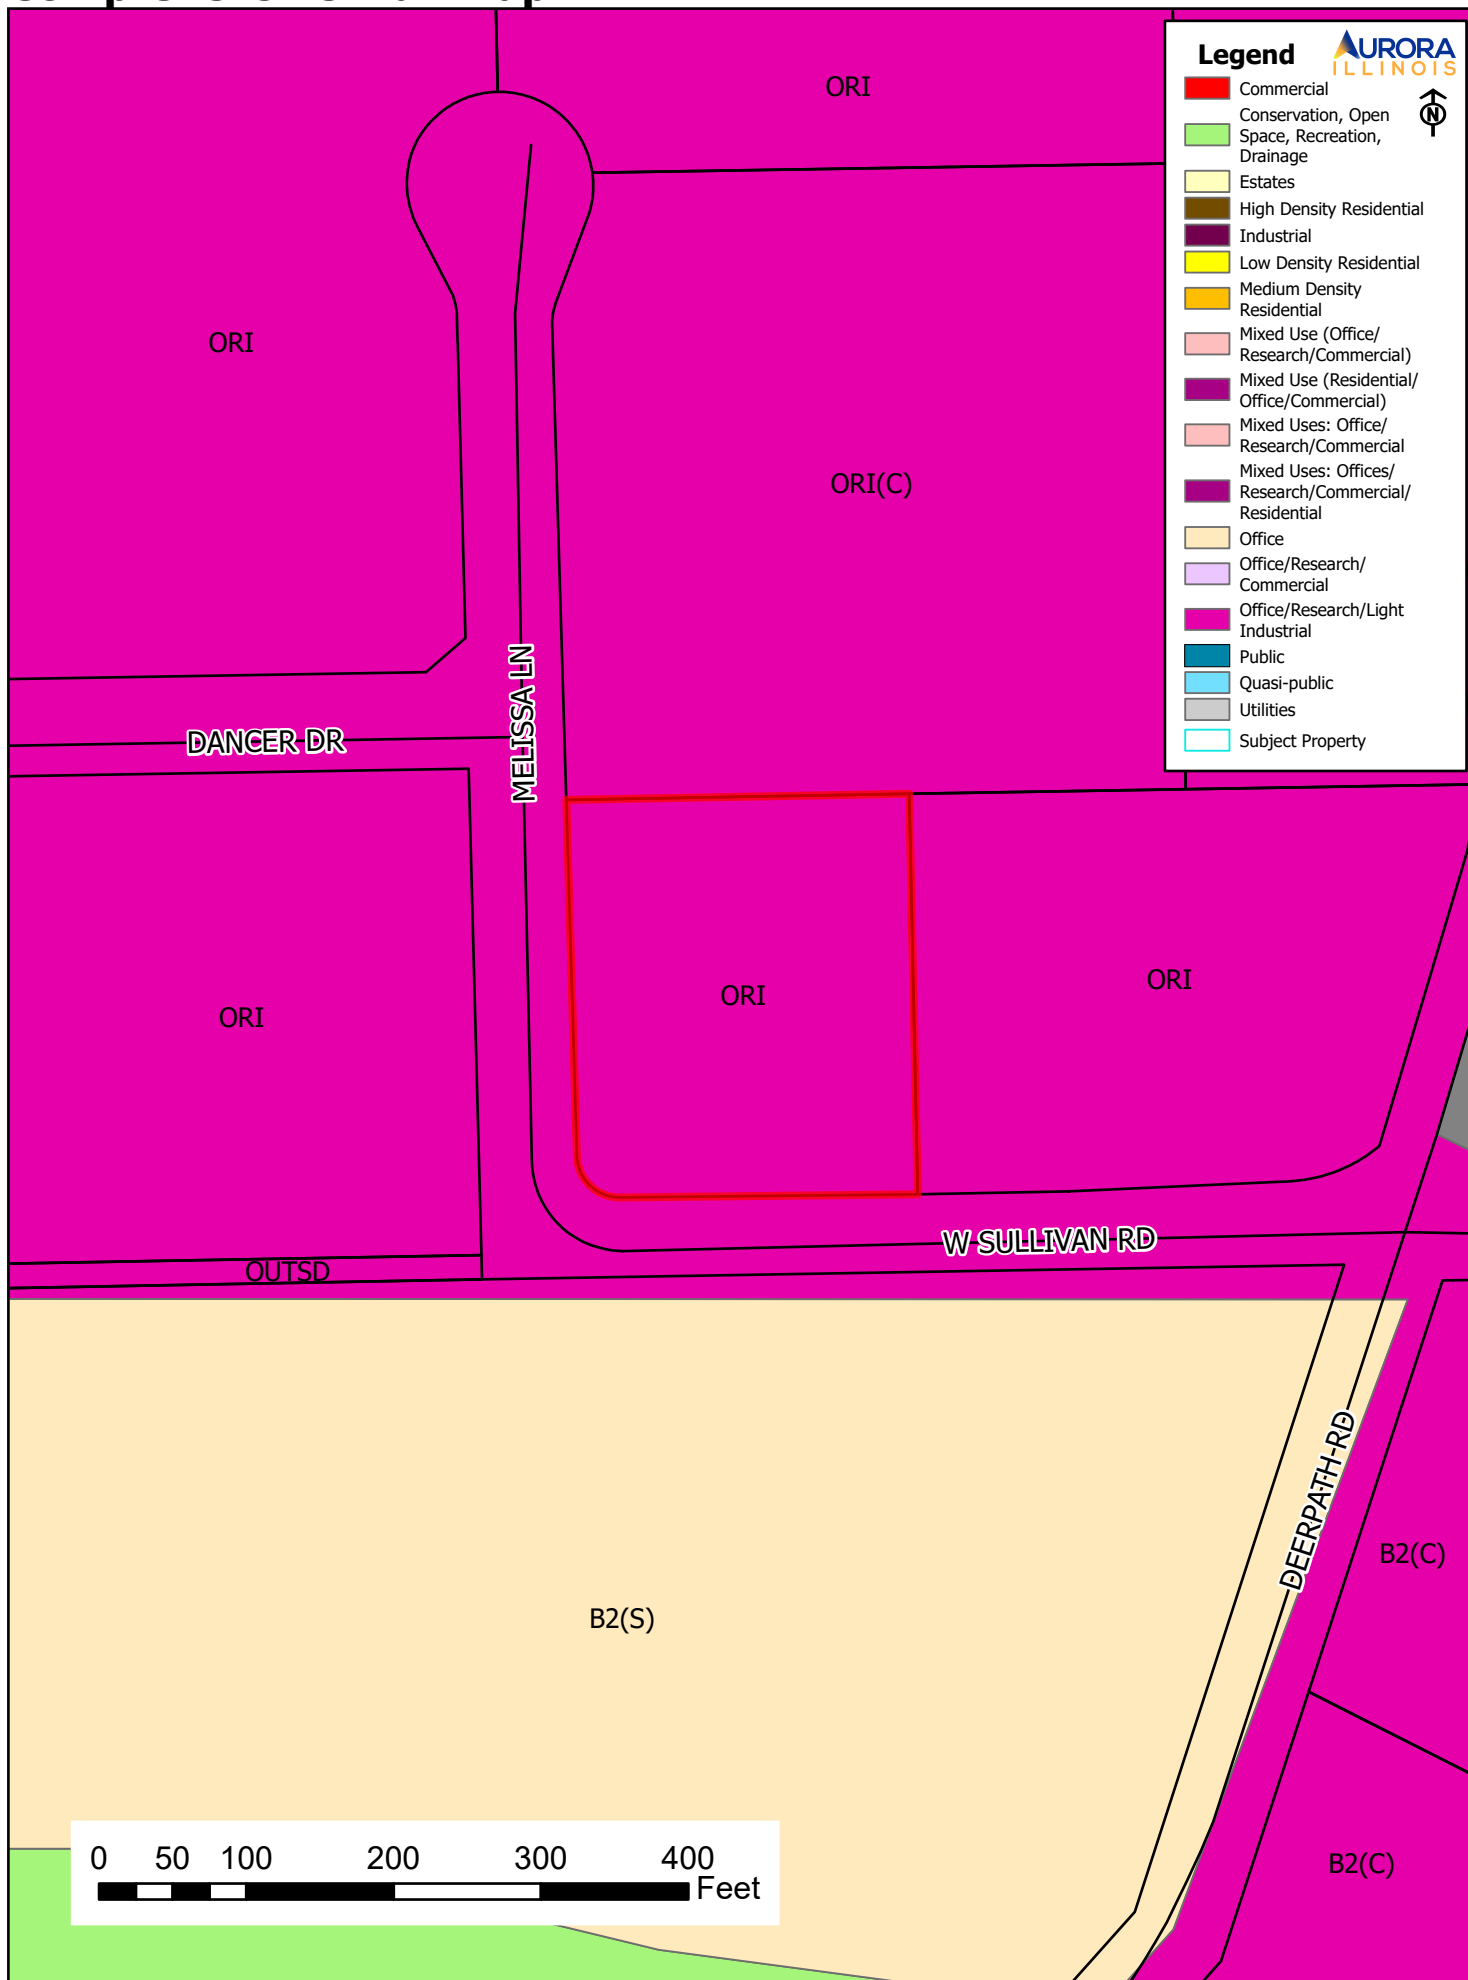 Legend
AURORA
ILLINOIS
N
Commercial
Conservation, Open
Space, Recreation,
Drainage
Estates
High Density Residential
Industrial
Low Density Residential
Medium Density
Residential
Mixed Use (Office/
Research/Commercial)
Mixed Use (Residential/
Office/Commercial)
Mixed Uses: Office/
Research/Commercial
Mixed Uses: Offices/
Research/Commercial/
Residential
Office
Office/Research/
Commercial
Office/Research/Light
Industrial
Public
Quasi-public
Utilities
Subject Property
ORI
ORI
ORI(C)
MELISSA LN
DANCER DR
ORI
ORI
ORI
W SULLIVAN RD
OUTSD
DEERPATH RD
B2(C)
B2(S)
B2(C)
0 50 100 200 300 400
Feet